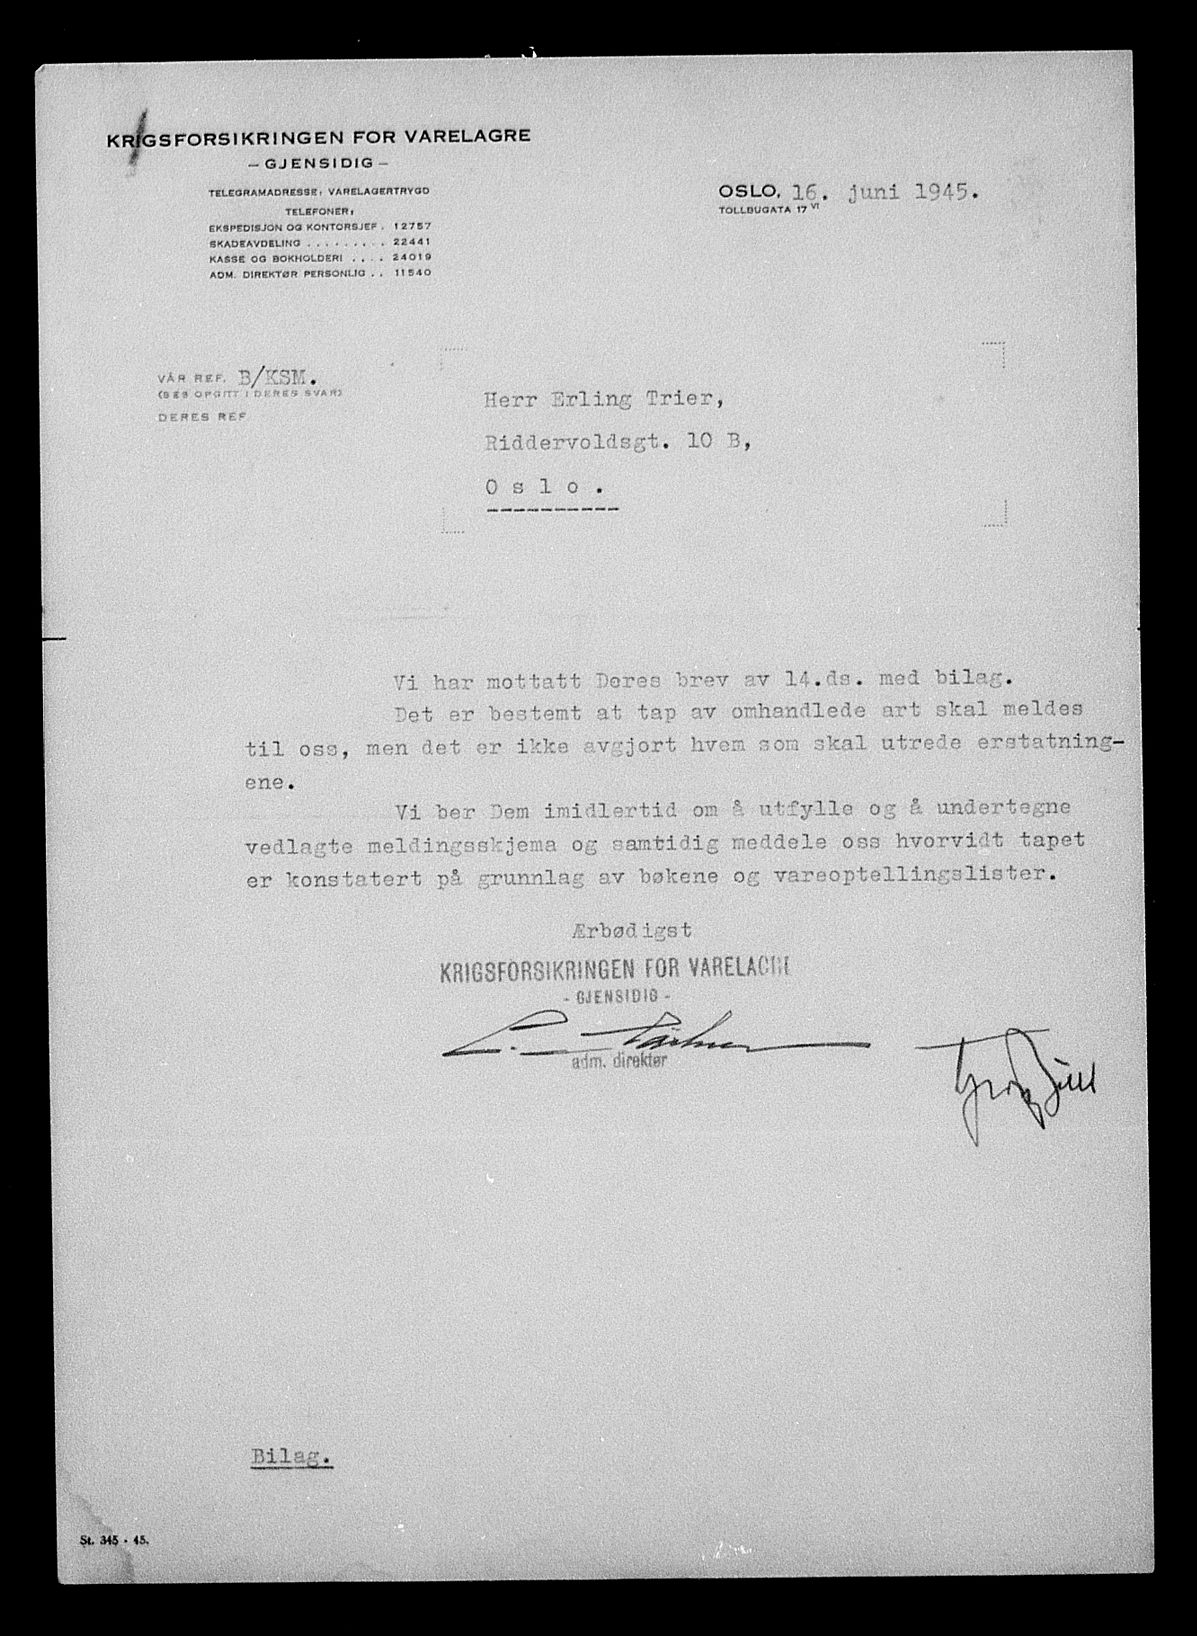 KRIGSFORSIKRINGEN FOR VARELAGRE
– GJENSIDIG –
TELEGRAMADRESSE: VARELAGERTRYGD
TELEFONER:
EKSPEDISJON OG KONTORSJEF . 12757
SKADEAVDELING . . . . . . . . . 22441
KASSE OG BOKHOLDERI . . . . 24019
ADM. DIREKTØR PERSONLIG . . 11540
OSLO, 16. juni 1945.
TOLLBUGATA 17 VI
VÅR REF. B/KSM.
(BES OPGITT I DERES SVAR)
DERES REF.
Herr Erling Trier,
Riddervoldsgt. 10 B,
O s l o .
Vi har mottatt Deres brev av 14.ds. med bilag.
Det er bestemt at tap av omhandlede art skal meldes
til oss, men det er ikke avgjort hvem som skal utrede erstatning-
ene.
Vi ber Dem imidlertid om å utfylle og å undertegne
vedlagte meldingsskjema og samtidig meddele oss hvorvidt tapet
er konstatert på grunnlag av bøkene og vareoptellingslister.
Ærbødigst
KRIGSFORSIKRINGEN FOR VARELAGRE
- GJENSIDIG -
adm. direktør
Bilag.
St. 345 - 45.